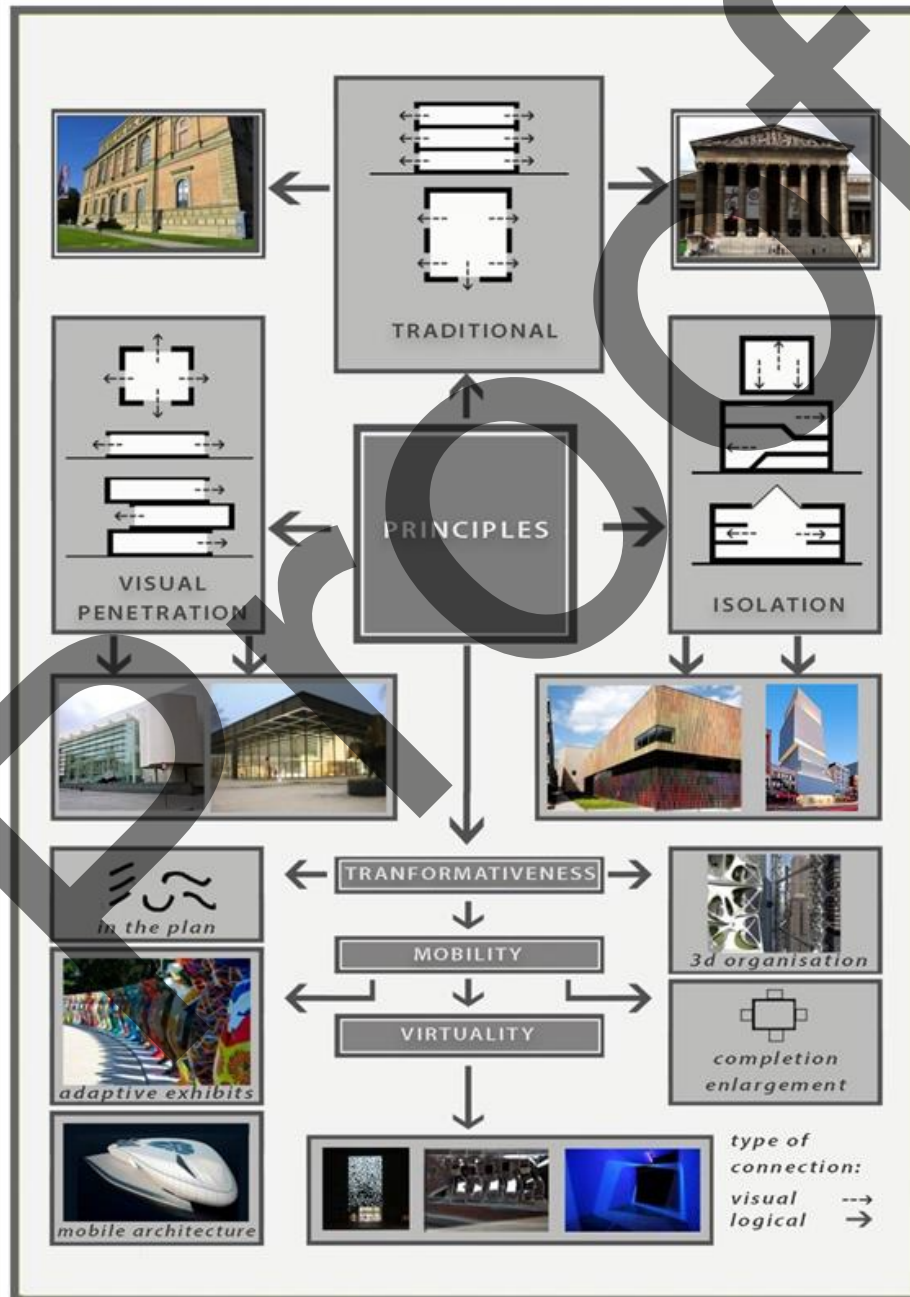 TRADITIONAL
PRINCIPLES
VISUAL
PENETRATION
ISOLATION
TRANFORMATIVENESS
in the plan
3d organisation
MOBILITY
VIRTUALITY
adaptive exhibits
completion
enlargement
mobile architecture
type of
connection:
visual
logical
Proof